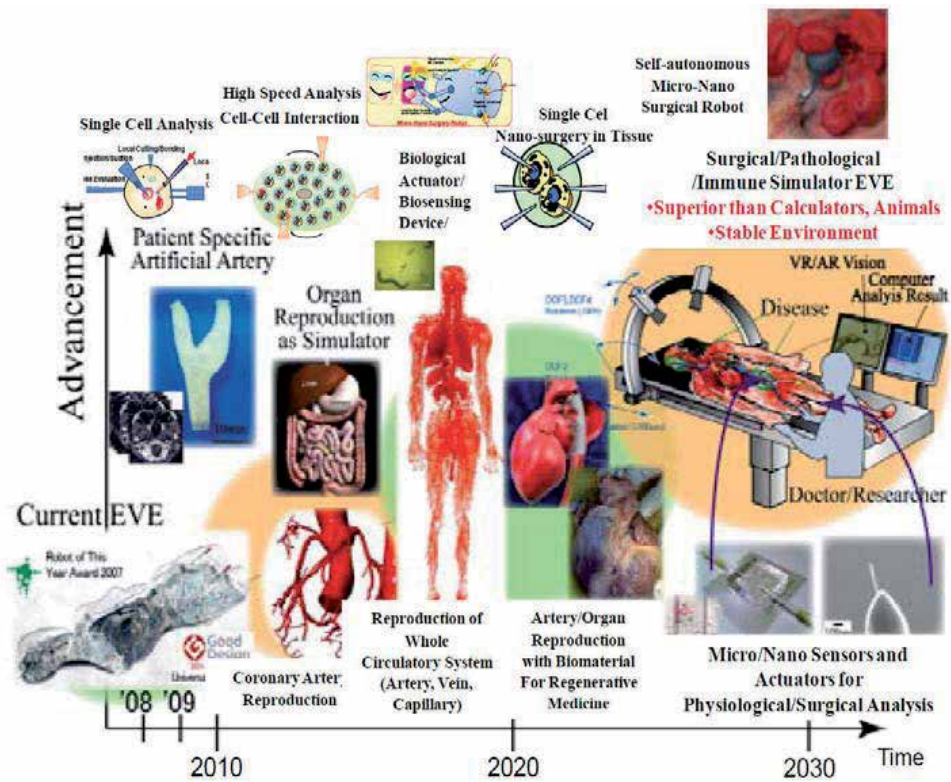 Self-autonomous
Micro-Nano
Surgical Robot
High Speed Analysis
Cell-Cell Interaction
Single Cell Analysis
Local Cutting/Bonding
Single Cel
Nano-surgery in Tissue
Biological
Actuator/
Biosensing
Device/
Surgical/Pathological
/Immune Simulator EVE
•Superior than Calculators, Animals
•Stable Environment
Patient Specific
Artificial Artery
Organ
Reproduction
as Simulator
VR/AR Vision
Computer
Analyis Result
Disease
Doctor/Researcher
Advancement
Current EVE
Robot of This
Year Award 2007
Good
Design
Coronary Arter
Reproduction
Reproduction of
Whole
Circulatory System
(Artery, Vein,
Capillary)
Artery/Organ
Reproduction
with Biomaterial
For Regenerative
Medicine
Micro/Nano Sensors and
Actuators for
Physiological/Surgical Analysis
'08 '09
2010
2020
2030
Time